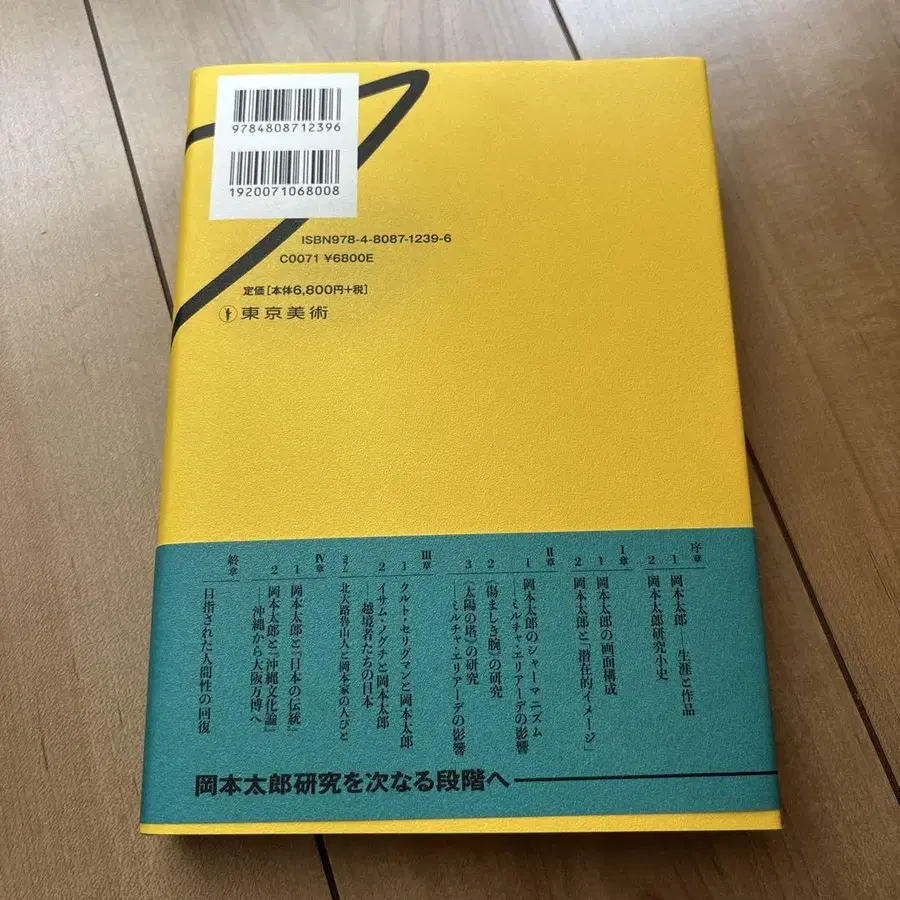 9784808712396
1920071068008
ISBN978-4-8087-1239-6
C0071 ¥6800E
定価[本体6,800円+税]
東京美術
序章
1 岡本太郎——生涯と作品
2 岡本太郎研究小史
Ⅰ章
1 岡本太郎の画面構成
2 岡本太郎と「潜在的イメージ」
Ⅱ章
1 岡本太郎のシャーマニズム
——ミルチャ・エリアーデの影響
2 《傷ましき腕》の研究
3 《太陽の塔》の研究
——ミルチャ・エリアーデの影響
Ⅲ章
1 クルト・セリグマンと岡本太郎
2 イサム・ノグチと岡本太郎
——越境者たちの日本
コラム 北大路魯山人と岡本家の人びと
Ⅳ章
1 岡本太郎と『日本の伝統』
2 岡本太郎と『沖縄文化論』
——沖縄から大阪万博へ
終章
目指された人間性の回復
岡本太郎研究を次なる段階へ——